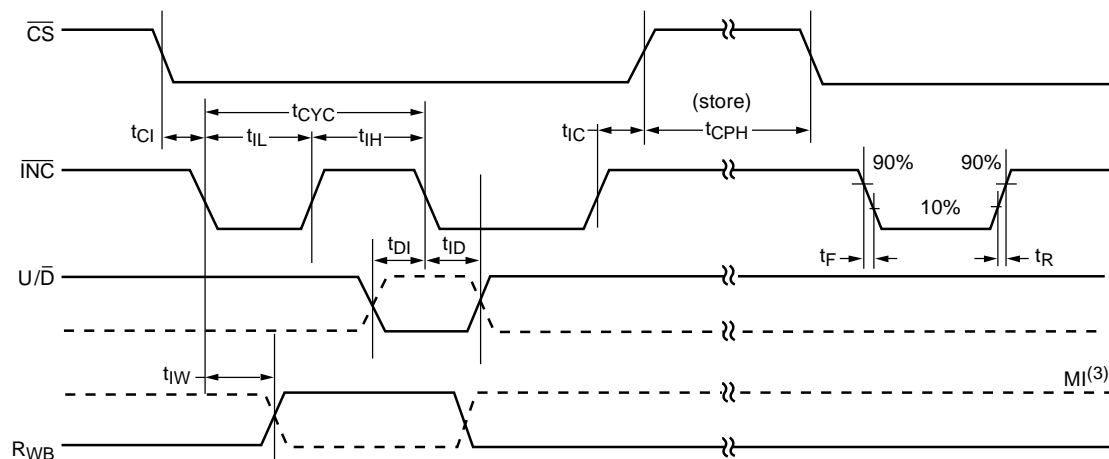 CS
(store)
tCYC
tCI
tIL
tIH
tIC
tCPH
INC
90%
90%
10%
tDI
tID
tF
tR
U/D
tIW
MI(3)
RWB